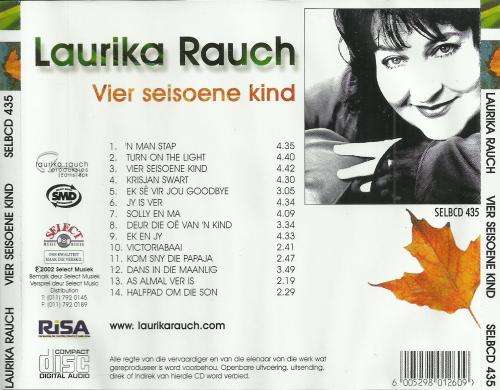 Laurika Rauch
Vier seisoene kind
1. 'N MAN STAP 4.35
2. TURN ON THE LIGHT 4.40
3. VIER SEISOENE KIND 4.42
4. KRISJAN SWART 4.30
5. EK SÊ VIR JOU GOODBYE 3.05
6. JY IS VER 4.34
7. SOLLY EN MA 4.09
8. DEUR DIE OË VAN 'N KIND 3.34
9. EK EN JY 4.33
10. VICTORIABAAI 2.41
11. KOM SNY DIE PAPAJA 2.47
12. DANS IN DIE MAANLIG 3.49
13. AS ALMAL VER IS 2.19
14. HALFPAD OM DIE SON 2.29
laurika rauch
SMD
SELECT
©2002 Select Musiek
Bemark deur Select Musiek
Versprei deur Select Music
Distribution
T: (011) 792 0145
F: (011) 792 0189
RiSA
www. laurikarauch.com
COMPACT
disc
DIGITAL AUDIO
Alle regte van die vervaardiger en van die eienaar van die werk wat
gereproduseer is word voorbehou. Openbare uitvoering, uitsending,
direk of indirek van hierdie CD word verbied.
SELBCD 435
6 005298 012609
LAURIKA RAUCH VIER SEISOENE KIND SELBCD 435
LAURIKA RAUCH VIER SEISOENE KIND SELBCD 435